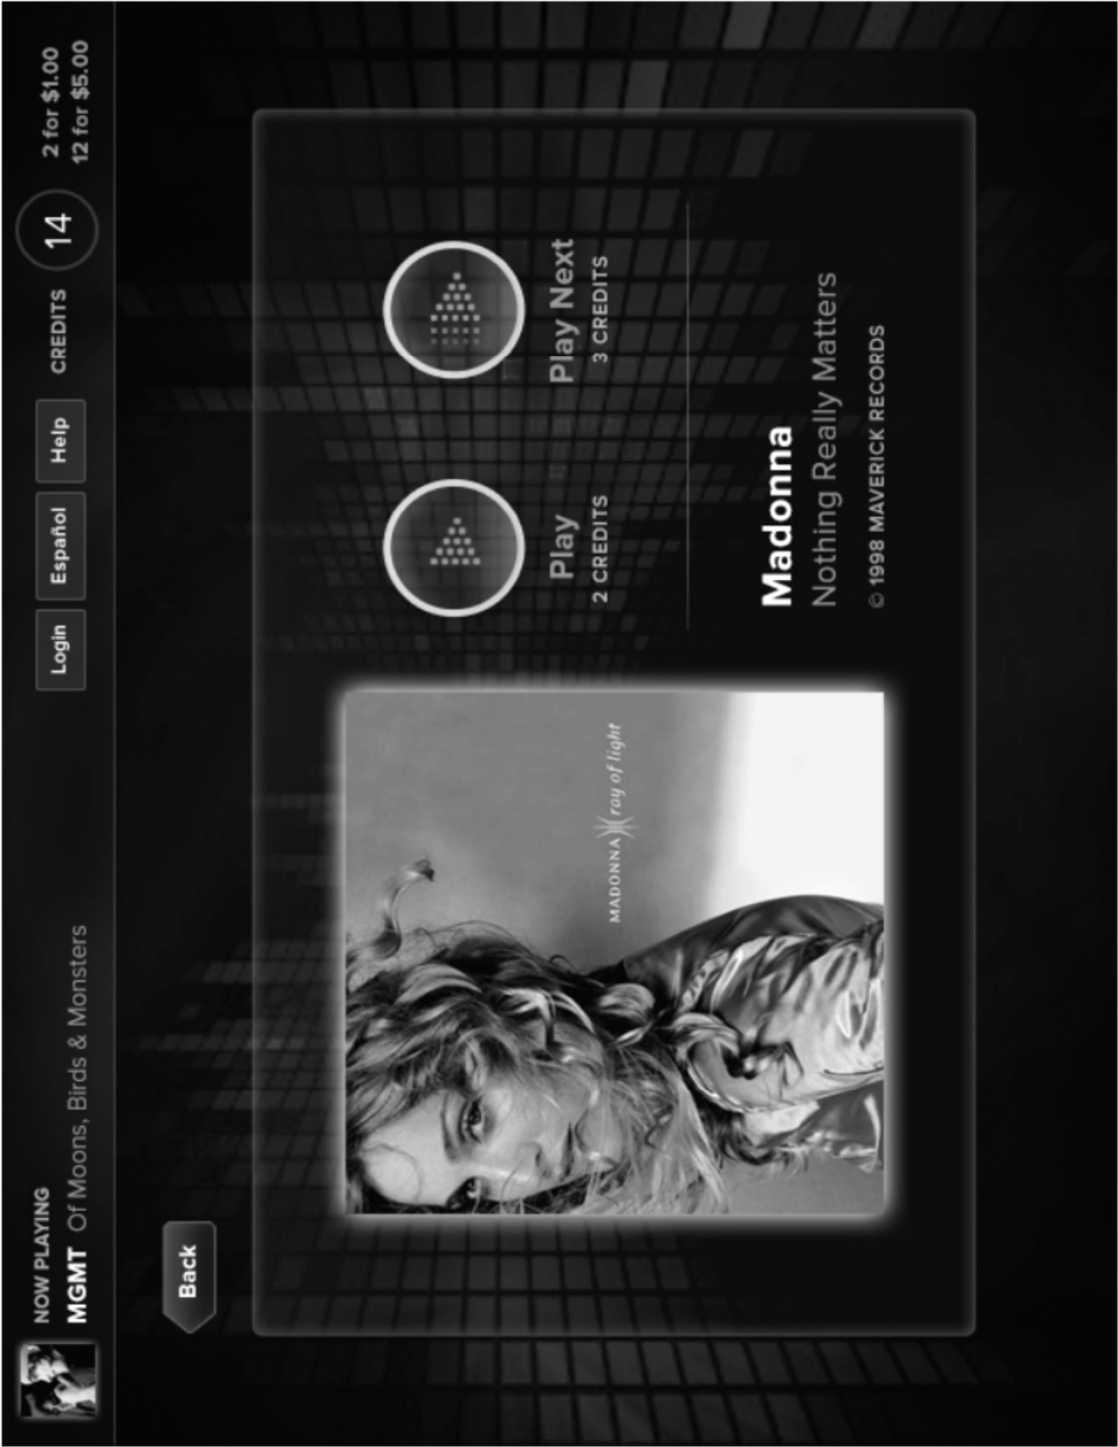 NOW PLAYING
MGMT Of Moons, Birds & Monsters
Login
Español
Help
CREDITS
14
2 for $1.00
12 for $5.00
Back
MADONNA ray of light
Play
2 CREDITS
Play Next
3 CREDITS
Madonna
Nothing Really Matters
© 1998 MAVERICK RECORDS